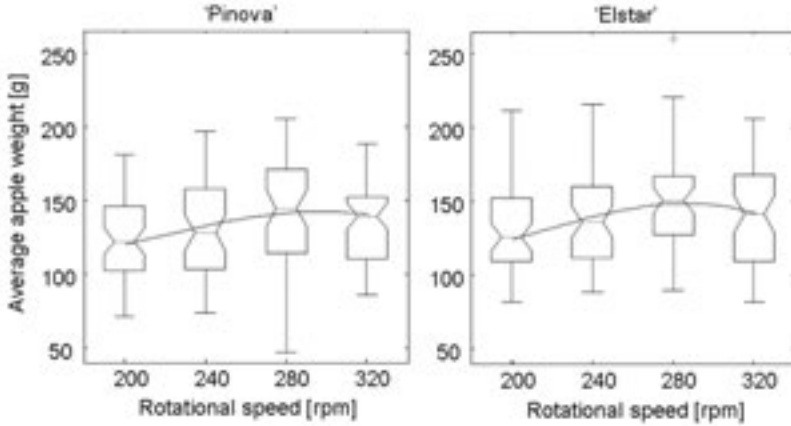 'Pinova'
'Elstar'
Average apple weight [g]
250
200
150
100
50
200 240 280 320
Rotational speed [rpm]
250
200
150
100
50
200 240 280 320
Rotational speed [rpm]